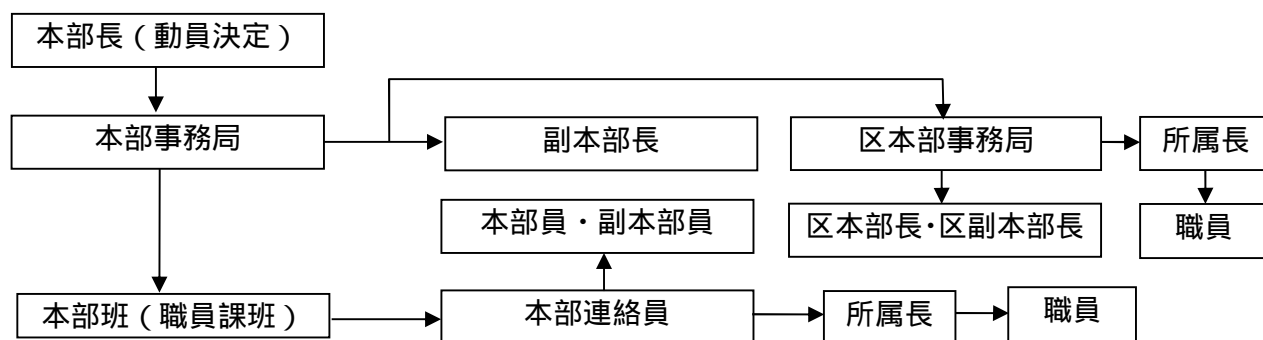 本部長（動員決定）
本部事務局
副本部長
区本部事務局
所属長
本部員・副本部員
区本部長・区副本部長
職員
本部班（職員課班）
本部連絡員
所属長
職員